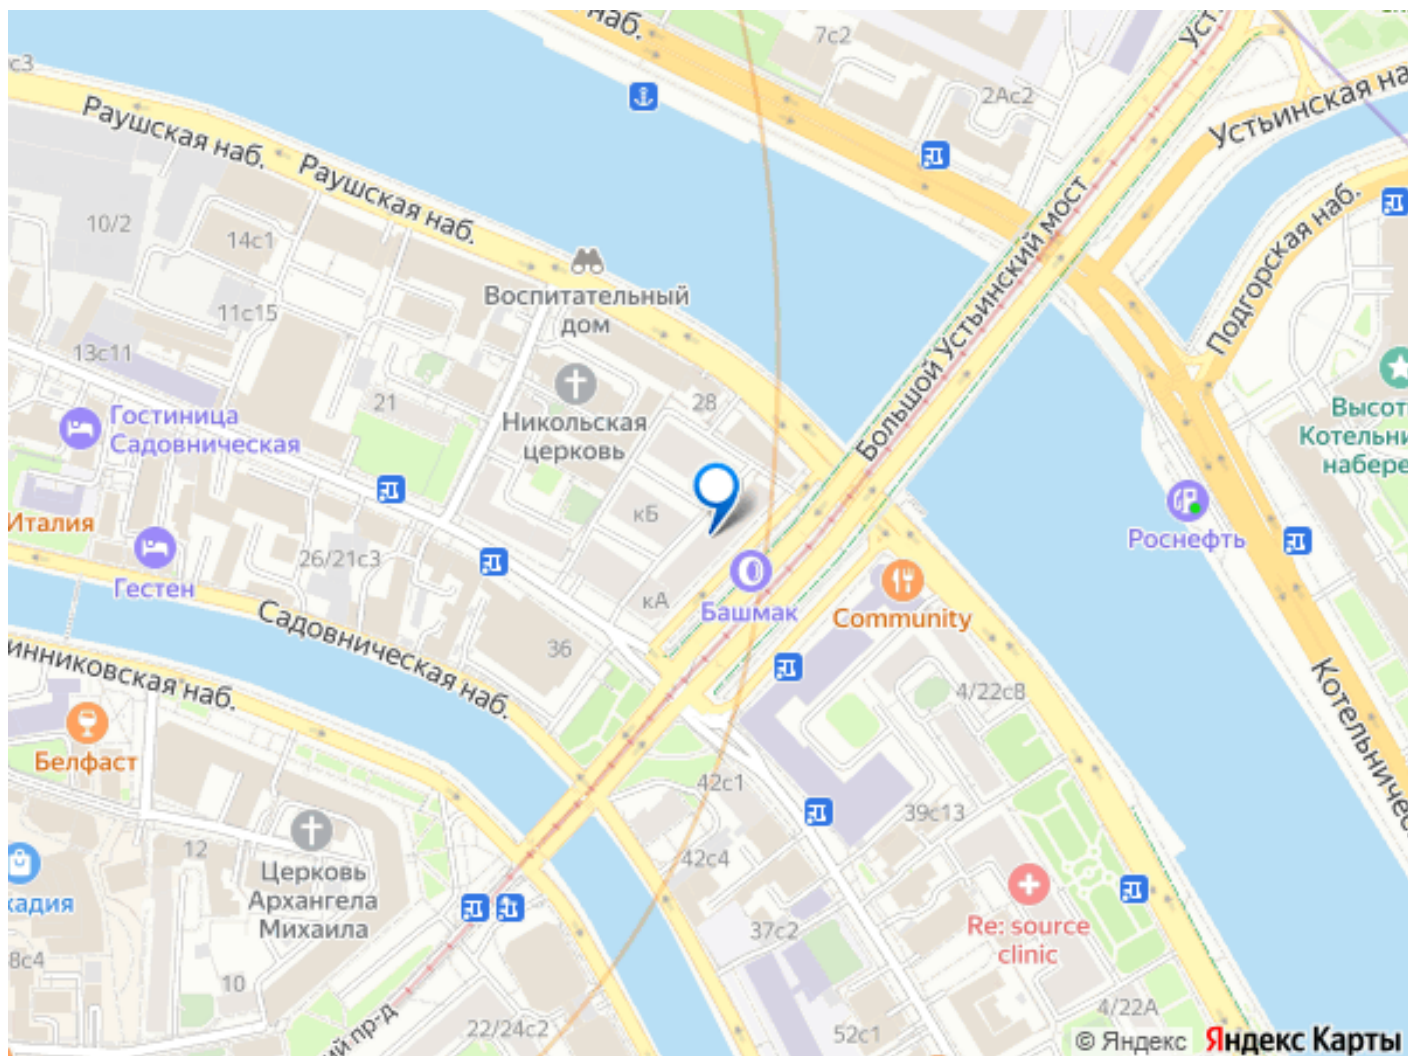 наб.
7с2
Уст
2Ас2
с3
Устьинская на
Раушская наб.
Раушская наб.
Подгорская наб.
Большой Устьинский мост
10/2
14с1
11с15
13с11
Воспитательный
дом
21
28
Никольская
церковь
Гостиница
Садовническая
Высот
Котельни
набере
кБ
Италия
Гестен
26/21с3
Роснефть
кА
Башмак
Community
Садовническая наб.
36
инниковская наб.
4/22с8
Котельничес
Белфаст
42с1
39с13
12
Церковь
Архангела
Михаила
42с4
кадия
8с4
37с2
Re: source
clinic
10
ий пр-д
22/24с2
52с1
4/22А
© Яндекс Яндекс Карты